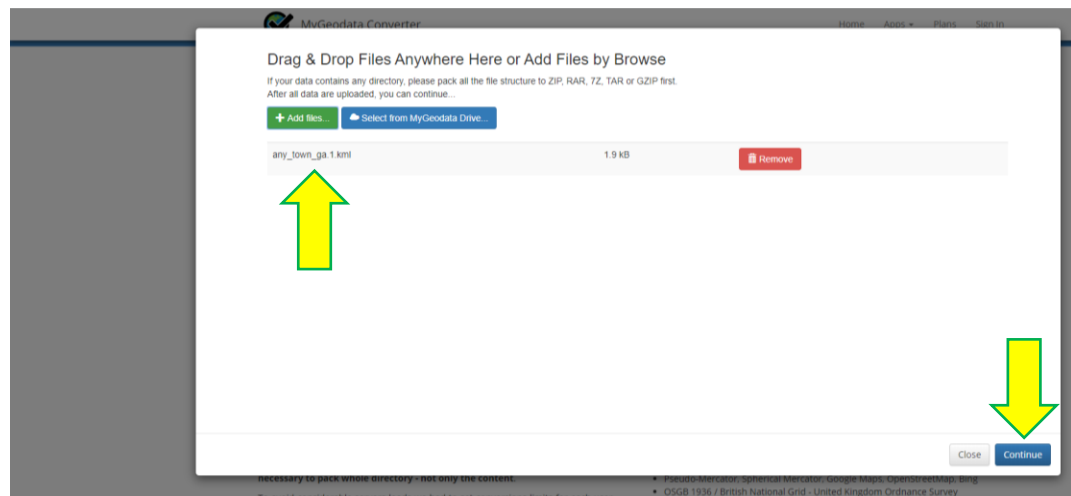 MyGeodata Converter
Home Apps Plans Sign In
Drag & Drop Files Anywhere Here or Add Files by Browse
If your data contains any directory, please pack all the file structure to ZIP, RAR, 7Z, TAR or GZIP first.
After all data are uploaded, you can continue...
+ Add files... Select from MyGeodata Drive...
any_town_ga.1.kml 1.9 kB Remove
Close Continue
necessary to pack whole directory - not only the content.
Pseudo-Mercator, Spherical Mercator, Google Maps, OpenStreetMap, Bing
OSGB 1936 / British National Grid - United Kingdom Ordnance Survey